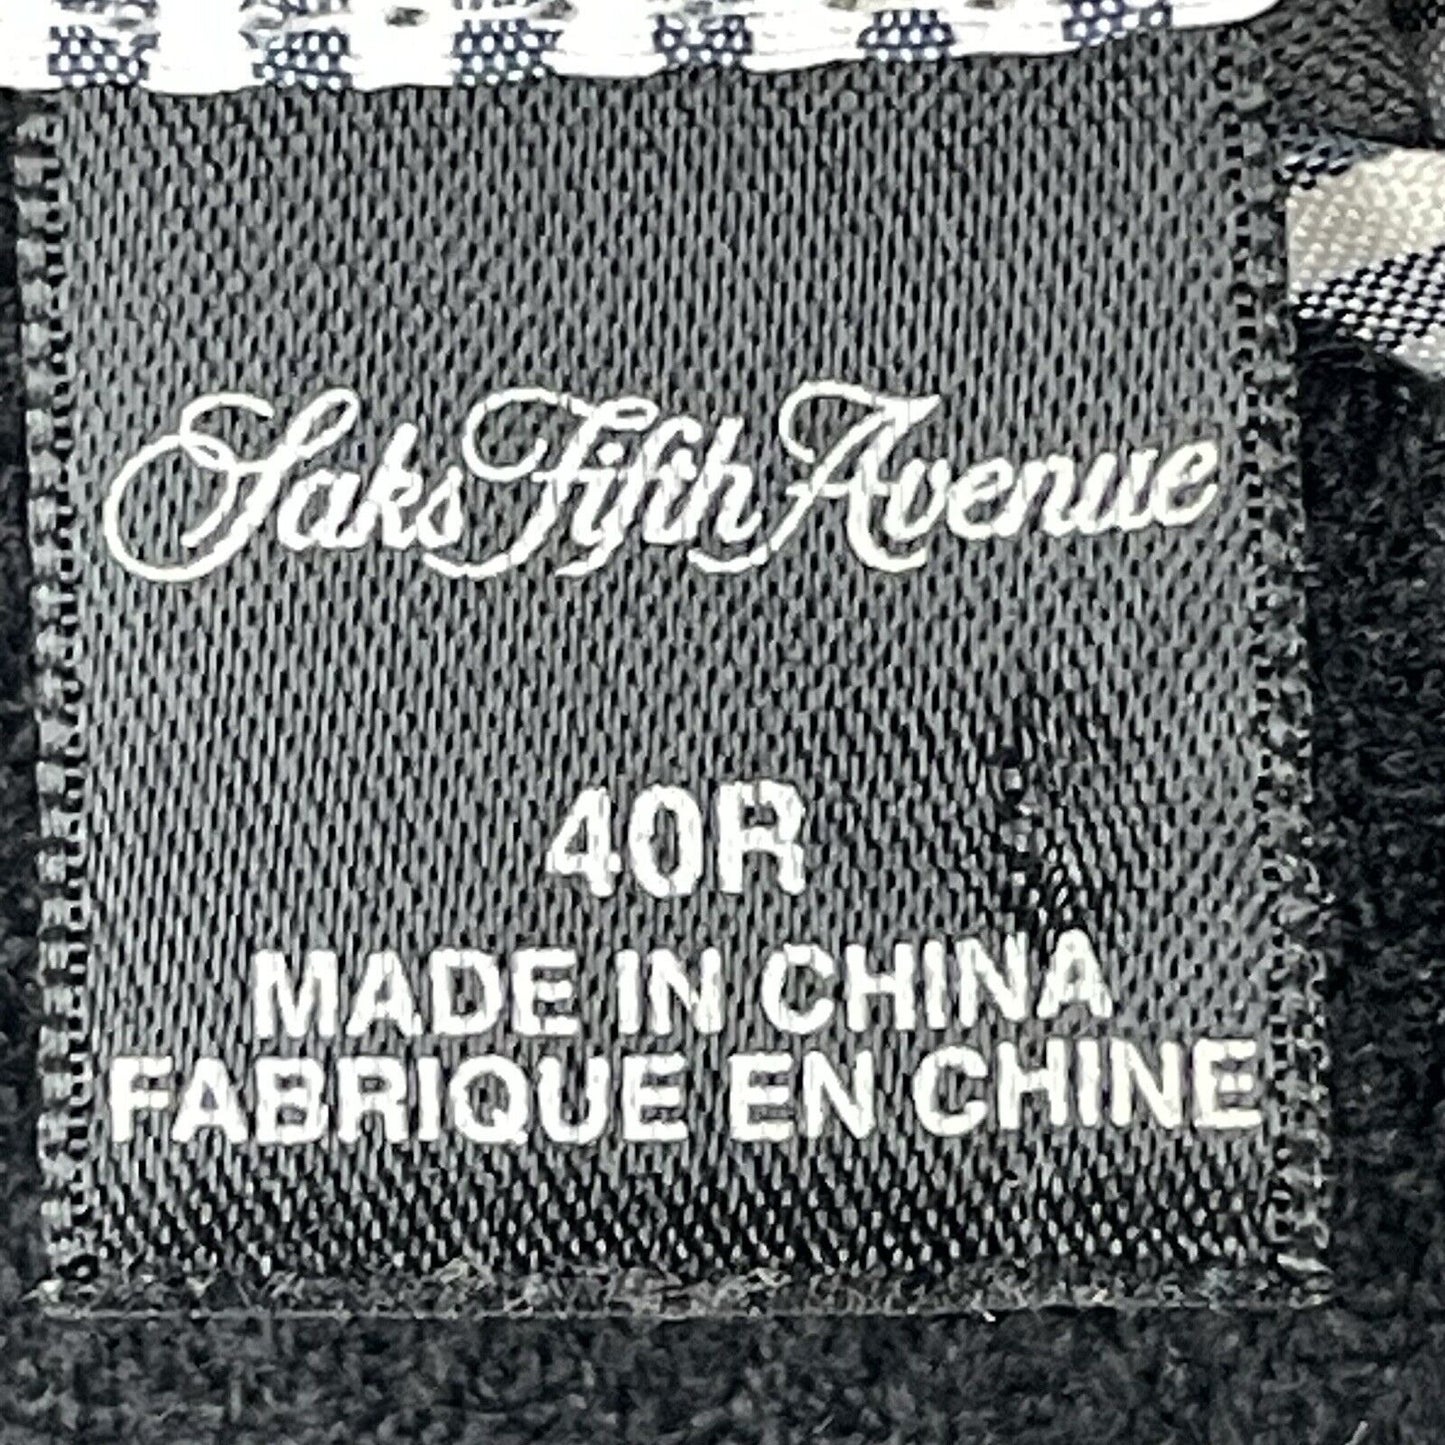 Saks Fifth Avenue
40R
MADE IN CHINA
FABRIQUE EN CHINE